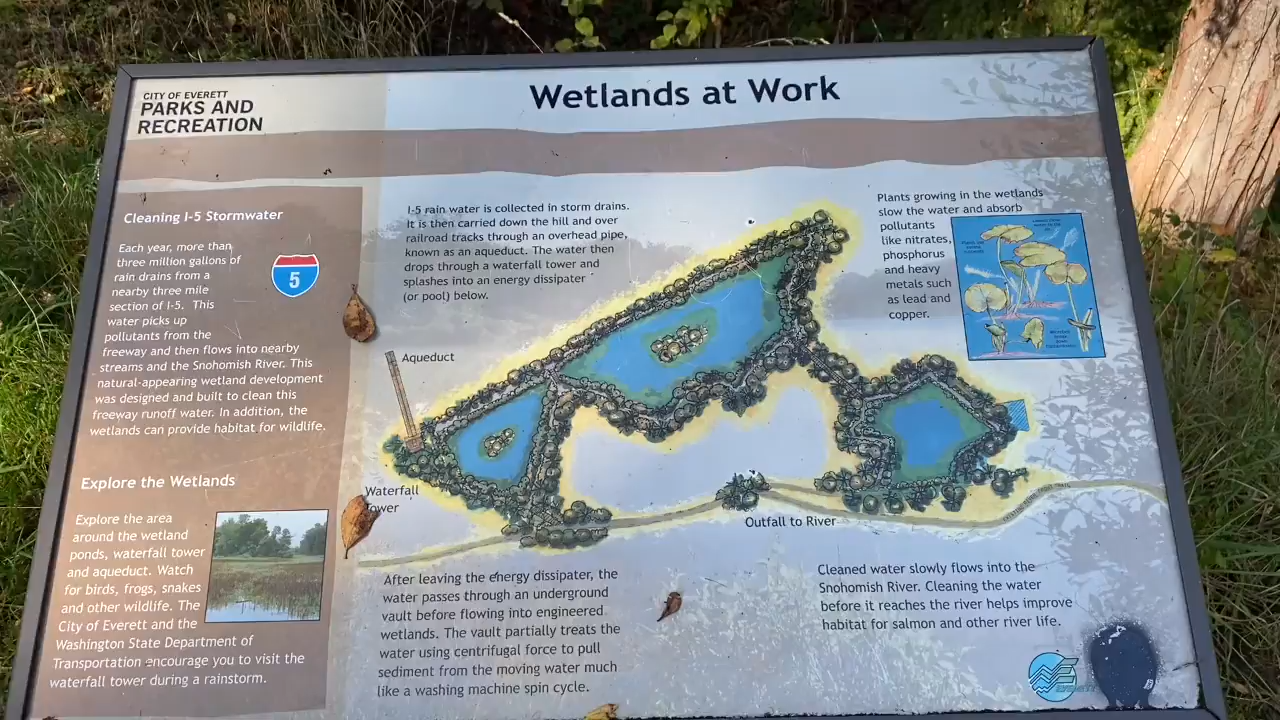 CITY OF EVERETT
PARKS AND
RECREATION
Wetlands at Work
Cleaning I-5 Stormwater
Each year, more than
three million gallons of
rain drains from a
nearby three mile
section of I-5. This
water picks up
pollutants from the
freeway and then flows into nearby
streams and the Snohomish River. This
natural-appearing wetland development
was designed and built to clean this
freeway runoff water. In addition, the
wetlands can provide habitat for wildlife.
5
Explore the Wetlands
Explore the area
around the wetland
ponds, waterfall tower
and aqueduct. Watch
for birds, frogs, snakes
and other wildlife. The
City of Everett and the
Washington State Department of
Transportation encourage you to visit the
waterfall tower during a rainstorm.
I-5 rain water is collected in storm drains.
It is then carried down the hill and over
railroad tracks through an overhead pipe,
known as an aqueduct. The water then
drops through a waterfall tower and
splashes into an energy dissipater
(or pool) below.
Plants growing in the wetlands
slow the water and absorb
pollutants
like nitrates,
phosphorus
and heavy
metals such
as lead and
copper.
Aqueduct
Waterfall
Tower
Outfall to River
After leaving the energy dissipater, the
water passes through an underground
vault before flowing into engineered
wetlands. The vault partially treats the
water using centrifugal force to pull
sediment from the moving water much
like a washing machine spin cycle.
Cleaned water slowly flows into the
Snohomish River. Cleaning the water
before it reaches the river helps improve
habitat for salmon and other river life.
EVERETT